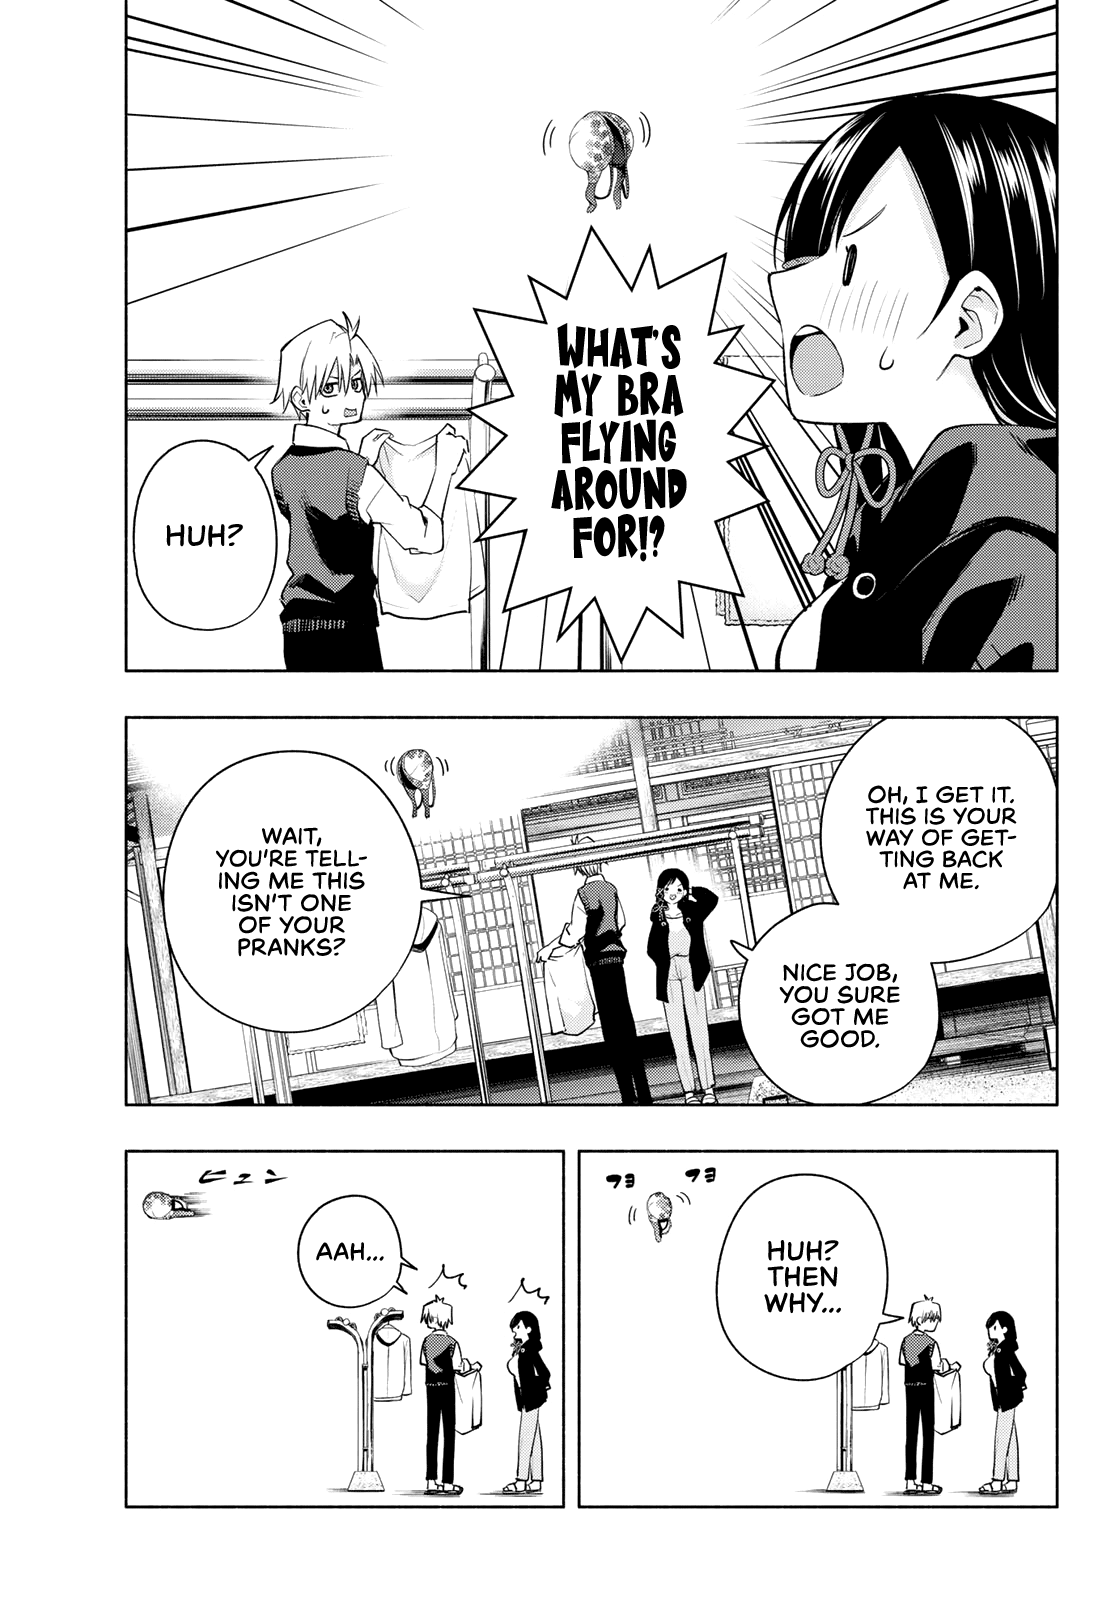 WHAT'S
MY BRA
FLYING
AROUND
FOR!?
HUH?
OH, I GET IT.
THIS IS YOUR
WAY OF GET-
TING BACK
AT ME.
NICE JOB,
YOU SURE
GOT ME
GOOD.
WAIT,
YOU'RE TELL-
ING ME THIS
ISN'T ONE
OF YOUR
PRANKS?
フヨ フヨ
HUH?
THEN
WHY...
ヒュン
AAH...